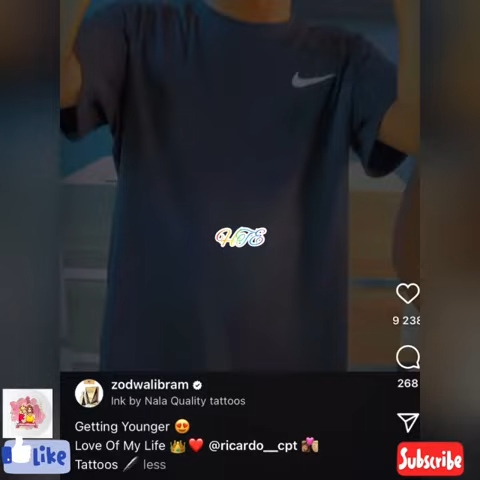 HTE
9 238
268
zodwalibram
Ink by Nala Quality tattoos
Getting Younger 😍
Love Of My Life 👑❤️ @ricardo__cpt 💏
Tattoos 🖋️ less
Like
Subscribe